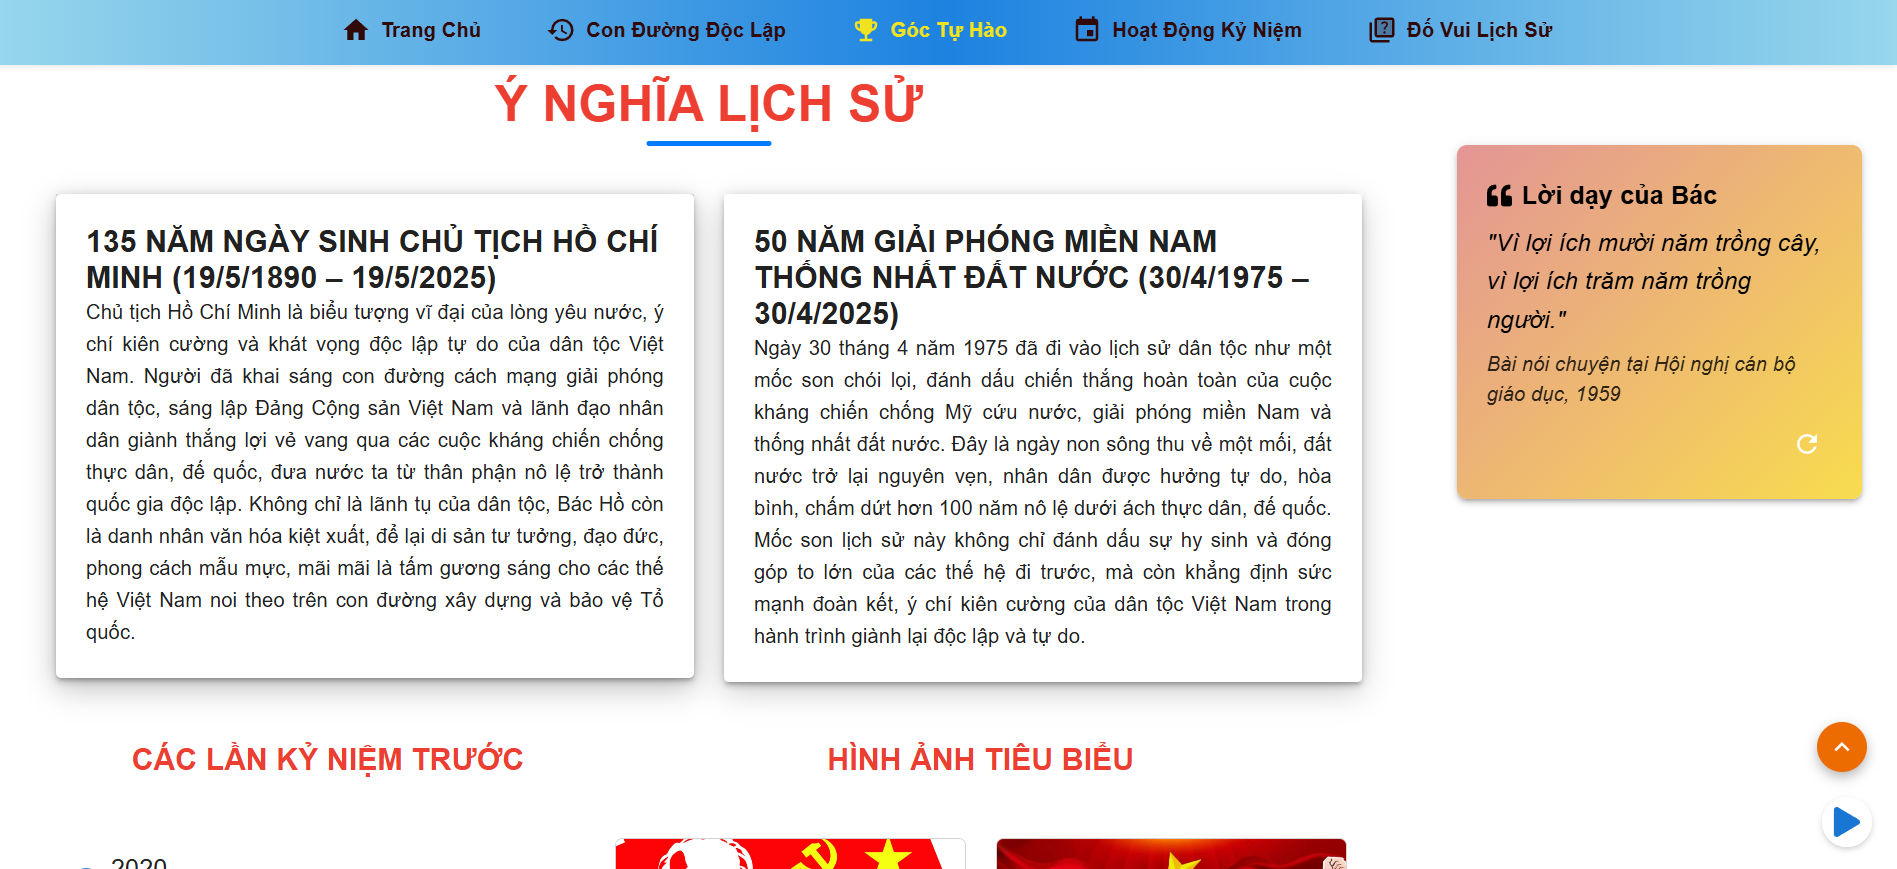 Trang Chủ
Con Đường Độc Lập
Góc Tự Hào
Hoạt Động Kỷ Niệm
Đố Vui Lịch Sử
Ý NGHĨA LỊCH SỬ
135 NĂM NGÀY SINH CHỦ TỊCH HỒ CHÍ
MINH (19/5/1890 – 19/5/2025)
Chủ tịch Hồ Chí Minh là biểu tượng vĩ đại của lòng yêu nước, ý
chí kiên cường và khát vọng độc lập tự do của dân tộc Việt
Nam. Người đã khai sáng con đường cách mạng giải phóng
dân tộc, sáng lập Đảng Cộng sản Việt Nam và lãnh đạo nhân
dân giành thắng lợi vẻ vang qua các cuộc kháng chiến chống
thực dân, đế quốc, đưa nước ta từ thân phận nô lệ trở thành
quốc gia độc lập. Không chỉ là lãnh tụ của dân tộc, Bác Hồ còn
là danh nhân văn hóa kiệt xuất, để lại di sản tư tưởng, đạo đức,
phong cách mẫu mực, mãi mãi là tấm gương sáng cho các thế
hệ Việt Nam noi theo trên con đường xây dựng và bảo vệ Tổ
quốc.
50 NĂM GIẢI PHÓNG MIỀN NAM
THỐNG NHẤT ĐẤT NƯỚC (30/4/1975 –
30/4/2025)
Ngày 30 tháng 4 năm 1975 đã đi vào lịch sử dân tộc như một
mốc son chói lọi, đánh dấu chiến thắng hoàn toàn của cuộc
kháng chiến chống Mỹ cứu nước, giải phóng miền Nam và
thống nhất đất nước. Đây là ngày non sông thu về một mối, đất
nước trở lại nguyên vẹn, nhân dân được hưởng tự do, hòa
bình, chấm dứt hơn 100 năm nô lệ dưới ách thực dân, đế quốc.
Mốc son lịch sử này không chỉ đánh dấu sự hy sinh và đóng
góp to lớn của các thế hệ đi trước, mà còn khẳng định sức
mạnh đoàn kết, ý chí kiên cường của dân tộc Việt Nam trong
hành trình giành lại độc lập và tự do.
Lời dạy của Bác
"Vì lợi ích mười năm trồng cây,
vì lợi ích trăm năm trồng
người."
Bài nói chuyện tại Hội nghị cán bộ
giáo dục, 1959
CÁC LẦN KỶ NIỆM TRƯỚC
HÌNH ẢNH TIÊU BIỂU
2020